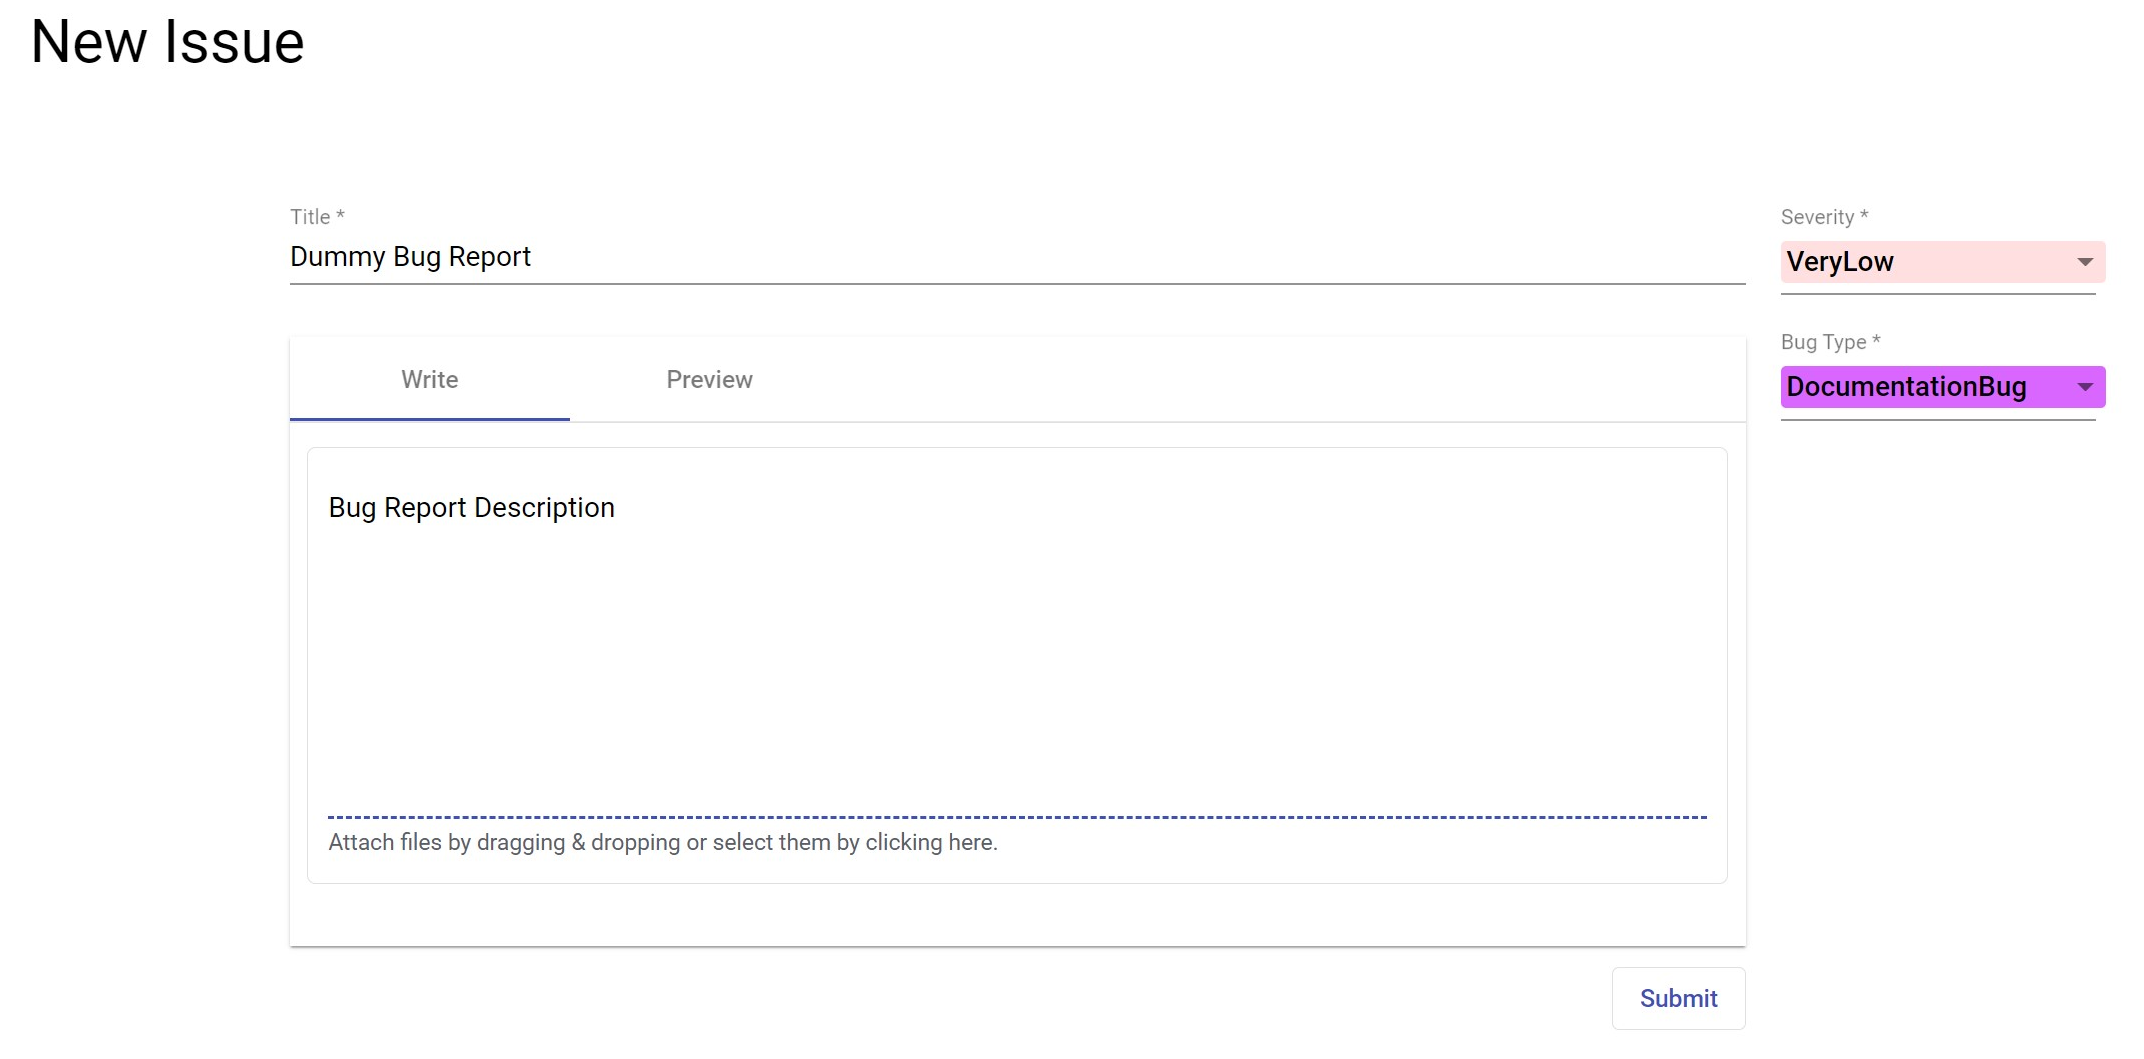 New Issue
Title *
Dummy Bug Report
Severity *
VeryLow
Bug Type *
DocumentationBug
Write
Preview
Bug Report Description
Attach files by dragging & dropping or select them by clicking here.
Submit